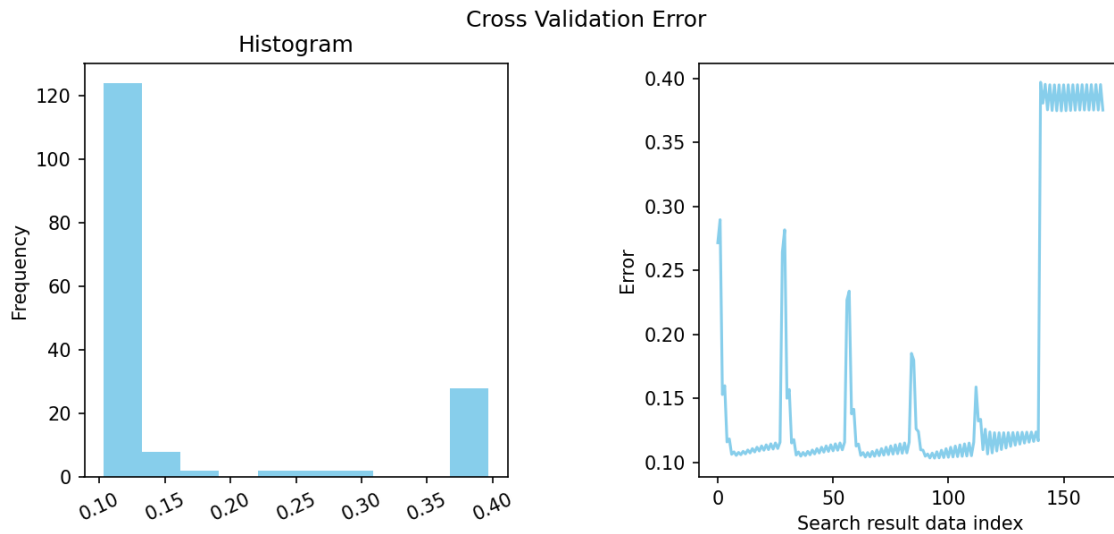 Cross Validation Error
Histogram
Frequency
120
100
80
60
40
20
0
0.10 0.15 0.20 0.25 0.30 0.35 0.40
Error
0.40
0.35
0.30
0.25
0.20
0.15
0.10
0 50 100 150
Search result data index